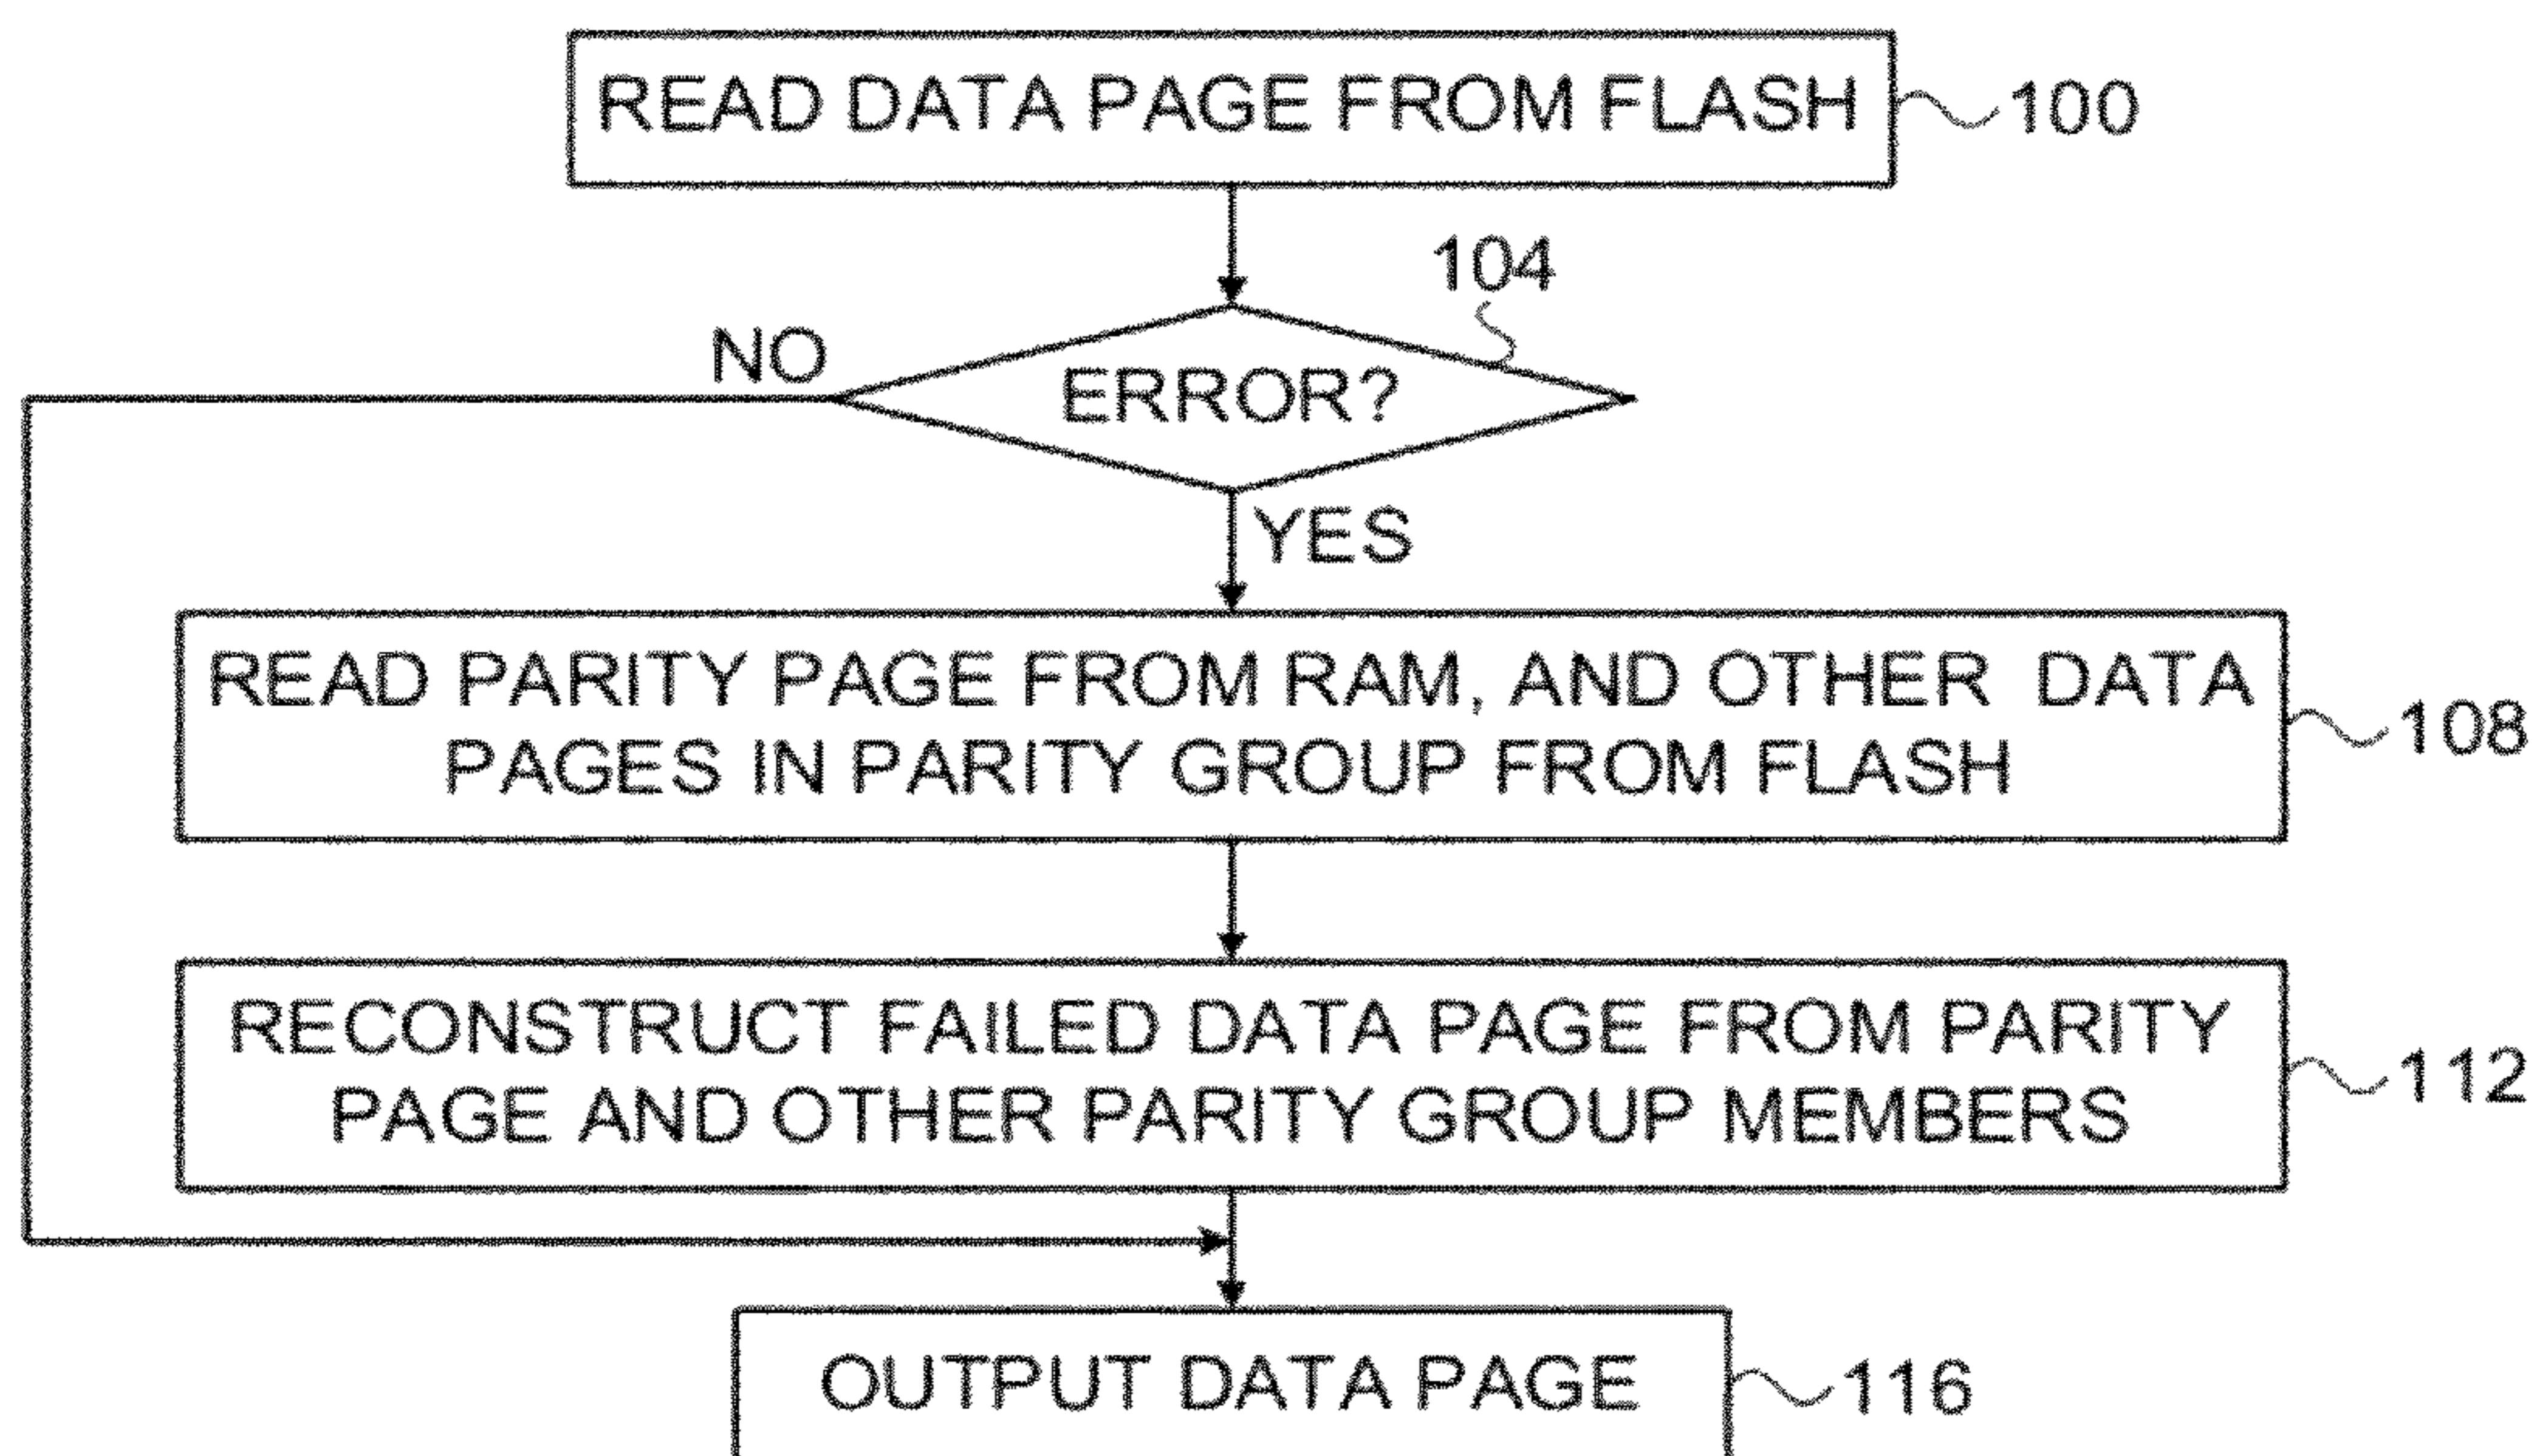 READ DATA PAGE FROM FLASH
100
104
NO
ERROR?
YES
READ PARITY PAGE FROM RAM, AND OTHER DATA
PAGES IN PARITY GROUP FROM FLASH
108
RECONSTRUCT FAILED DATA PAGE FROM PARITY
PAGE AND OTHER PARITY GROUP MEMBERS
112
OUTPUT DATA PAGE
116